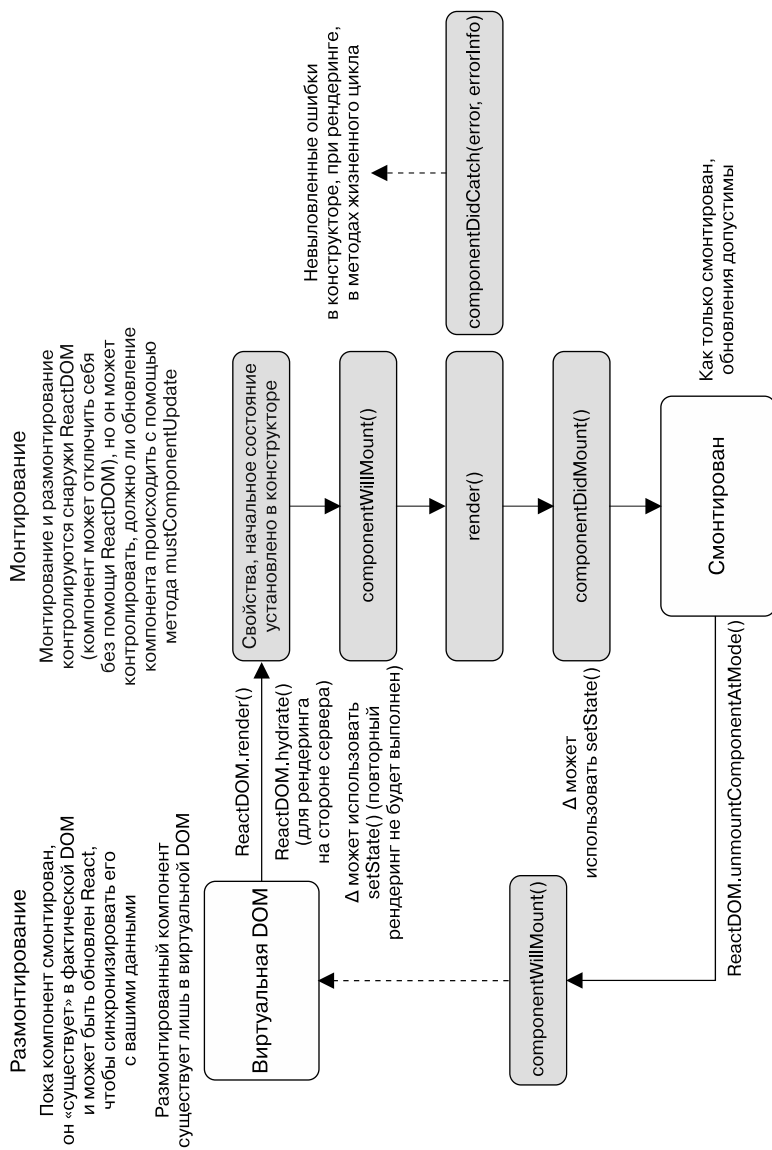 Размонтирование
Пока компонент смонтирован,
он «существует» в фактической DOM
и может быть обновлен React,
чтобы синхронизировать его
с вашими данными
Размонтированный компонент
существует лишь в виртуальной DOM
Виртуальная DOM
ReactDOM.render()
ReactDOM.hydrate()
(для рендеринга
на стороне сервера)
Монтирование
Монтирование и размонтирование
контролируются снаружи ReactDOM
(компонент может отключить себя
без помощи ReactDOM), но он может
контролировать, должно ли обновление
компонента происходить с помощью
метода mustComponentUpdate
Свойства, начальное состояние
установлено в конструкторе
Δ может использовать
setState() (повторный
рендеринг не будет выполнен)
componentWillMount()
render()
Δ может
использовать setState()
componentDidMount()
Смонтирован
Как только смонтирован,
обновления допустимы
ReactDOM.unmountComponentAtMode()
componentWillMount()
Невыловленные ошибки
в конструкторе, при рендеринге,
в методах жизненного цикла
componentDidCatch(error, errorInfo)